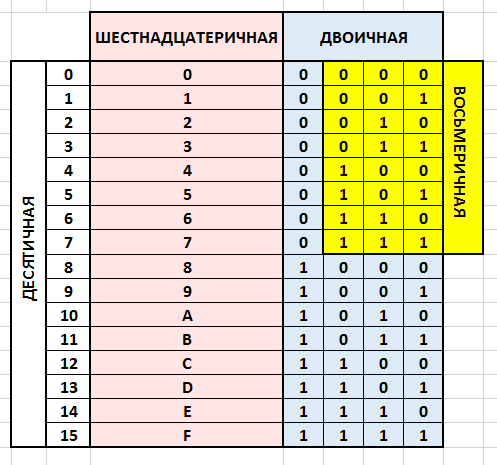 ШЕСТНАДЦАТЕРИЧНАЯ ДВОИЧНАЯ
ДЕСЯТИЧНАЯ
ВОСЬМЕРИЧНАЯ
0 0 0 0 0 0
1 1 0 0 0 1
2 2 0 0 1 0
3 3 0 0 1 1
4 4 0 1 0 0
5 5 0 1 0 1
6 6 0 1 1 0
7 7 0 1 1 1
8 8 1 0 0 0
9 9 1 0 0 1
10 A 1 0 1 0
11 B 1 0 1 1
12 C 1 1 0 0
13 D 1 1 0 1
14 E 1 1 1 0
15 F 1 1 1 1